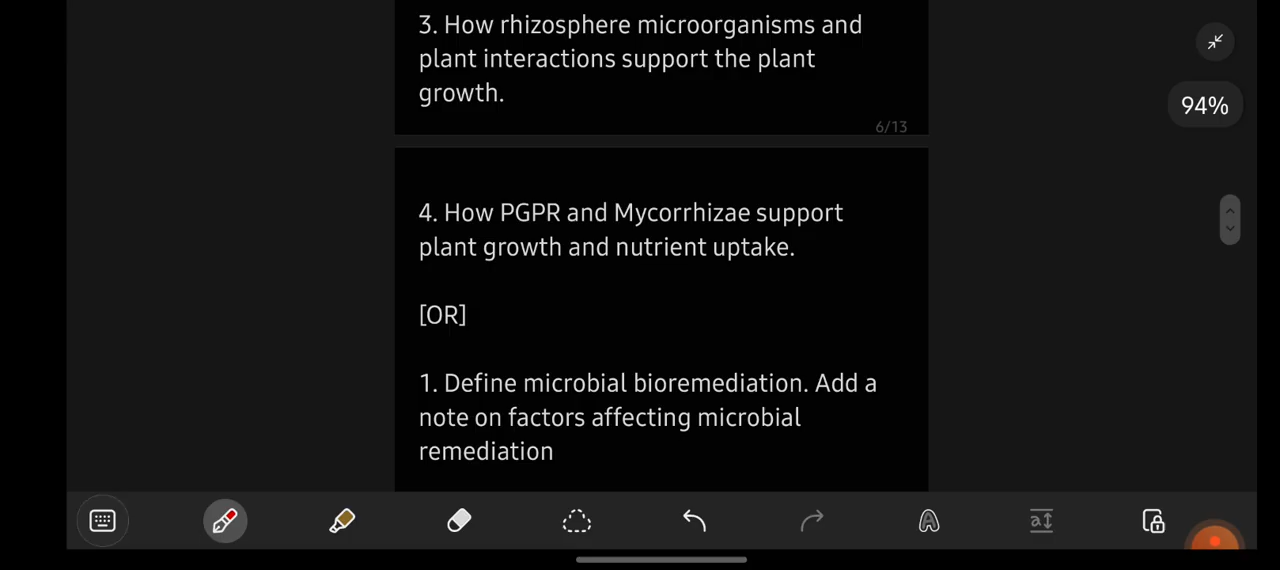 3. How rhizosphere microorganisms and
plant interactions support the plant
growth.
94%
6/13
4. How PGPR and Mycorrhizae support
plant growth and nutrient uptake.
[OR]
1. Define microbial bioremediation. Add a
note on factors affecting microbial
remediation
A
a